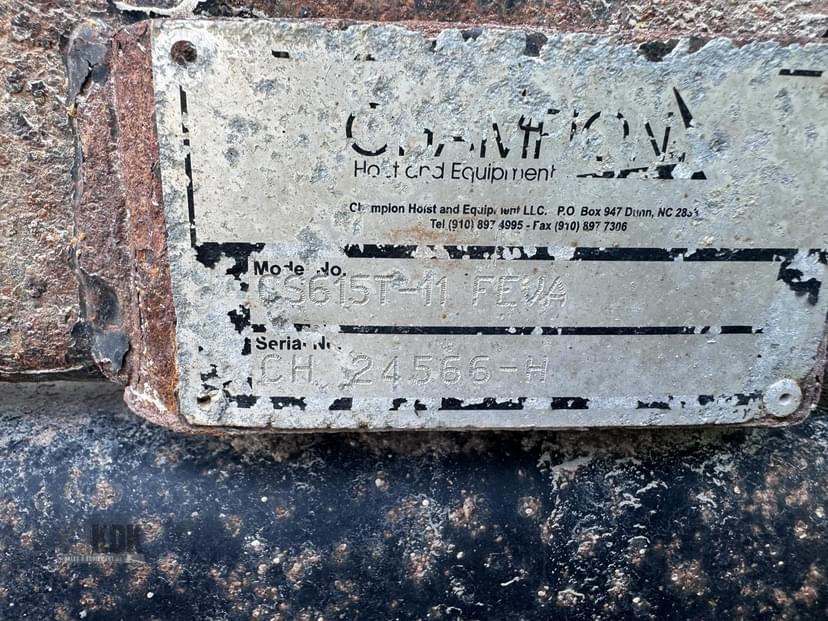 CHAMPION
Hoist and Equipment
Champion Hoist and Equipment LLC. P.O Box 947 Dunn, NC
Tel (910) 897 4995 - Fax (910) 897 7306
Model No.
CS615T-11 FEVA
Serial No.
CH 24566-H
KDK